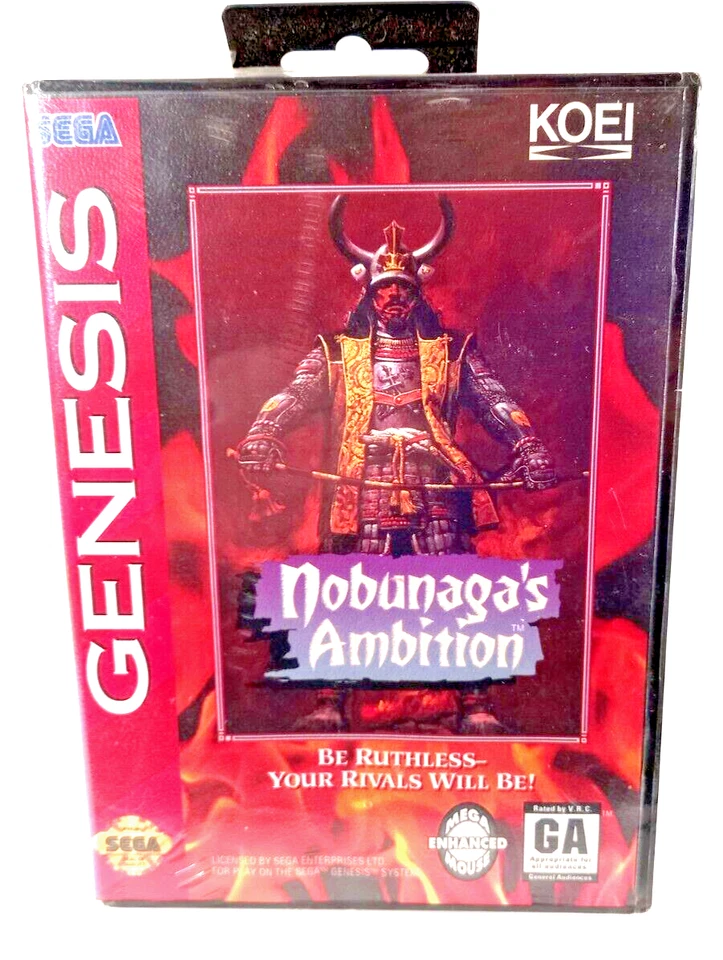 SEGA
KOEI
GENESIS
Nobunaga's
Ambition™
BE RUTHLESS–
YOUR RIVALS WILL BE!
SEGA
LICENSED BY SEGA ENTERPRISES LTD.
FOR PLAY ON THE SEGA™ GENESIS™ SYSTEM
MEGA
ENHANCED
MOUSE
Rated by V.R.C.
™
GA
Appropriate for
all audiences
General Audiences